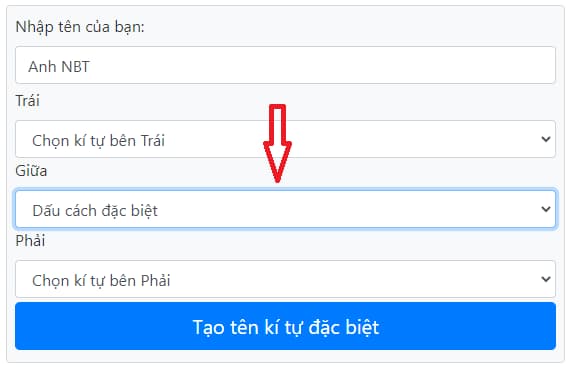 Nhập tên của bạn:
Anh NBT
Trái
Chọn kí tự bên Trái
Giữa
Dấu cách đặc biệt
Phải
Chọn kí tự bên Phải
Tạo tên kí tự đặc biệt